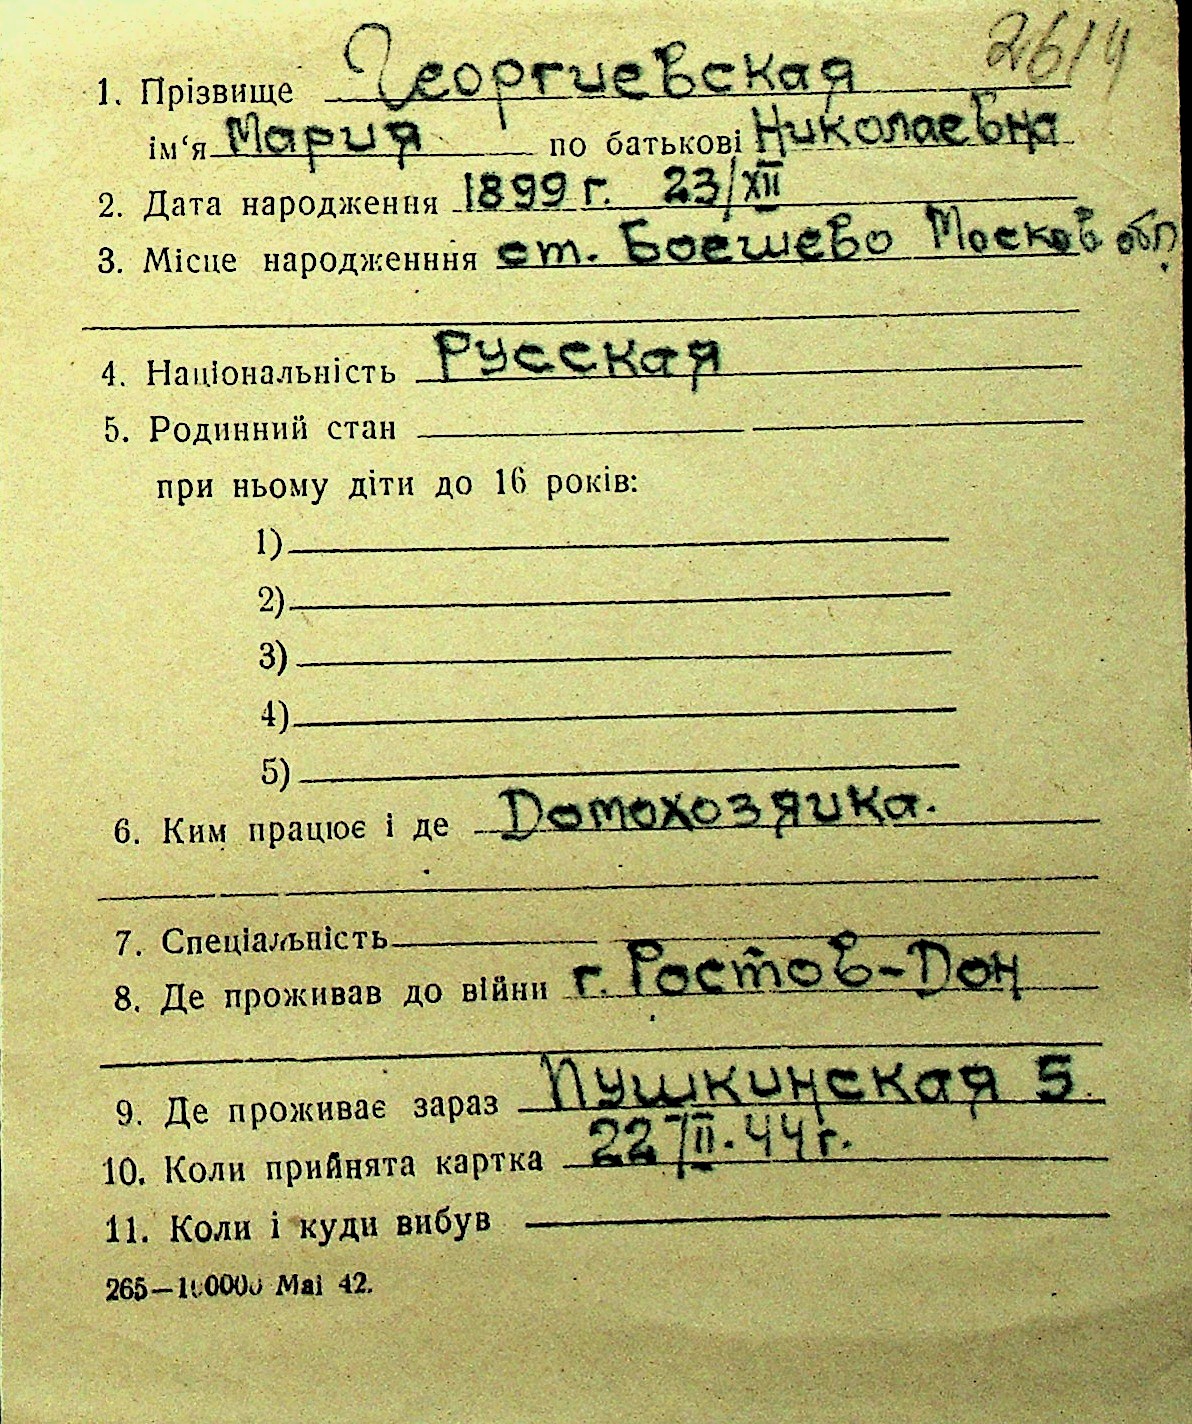 2614
1. Прізвище Георгиевская
ім‘я Мария по батькові Николаевна
2. Дата народження 1899 г. 23/XII
3. Місце народженння ст. Боешево Москов обл.
4. Національність Русская
5. Родинний стан
при ньому діти до 16 років:
1)
2)
3)
4)
5)
6. Ким працює і де Домохозяика.
7. Спеціальність
8. Де проживав до війни г. Ростов-Дон
9. Де проживає зараз Пушкинская 5.
10. Коли прийнята картка 22/II.44 г.
11. Коли і куди вибув
265—100000 Mai 42.